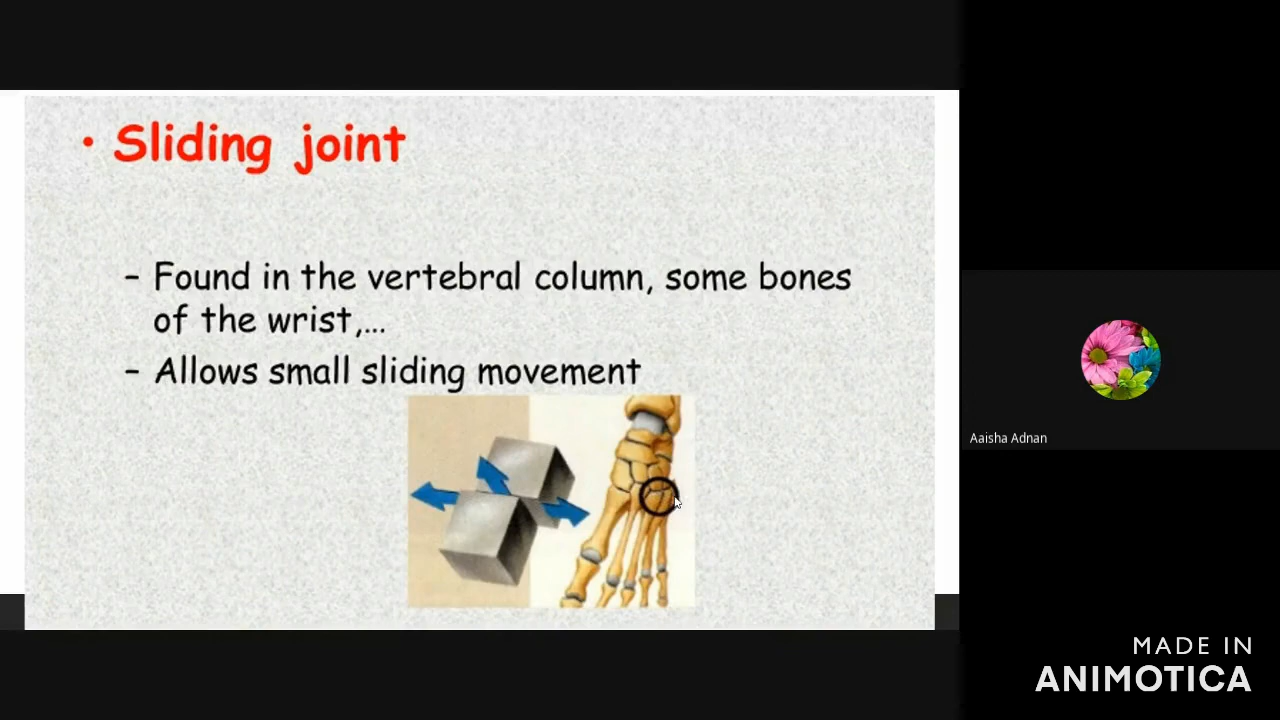 • Sliding joint
– Found in the vertebral column, some bones
of the wrist,...
– Allows small sliding movement
Aaisha Adnan
MADE IN
ANIMOTICA